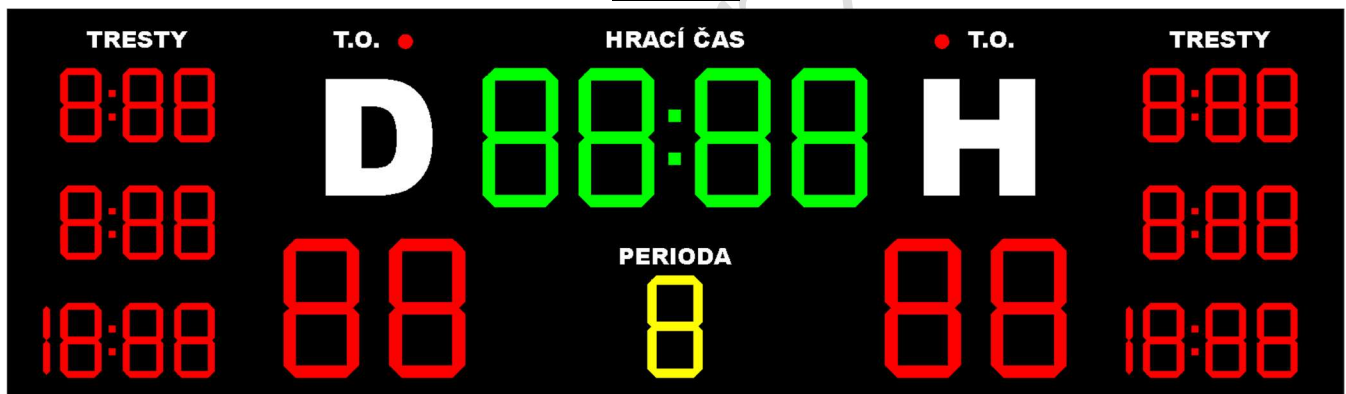 TRESTY T.O. HRACÍ ČAS T.O. TRESTY
8:88 D 88:88 H 8:88
8:88 8:88
88 PERIODA 88
18:88 8 18:88